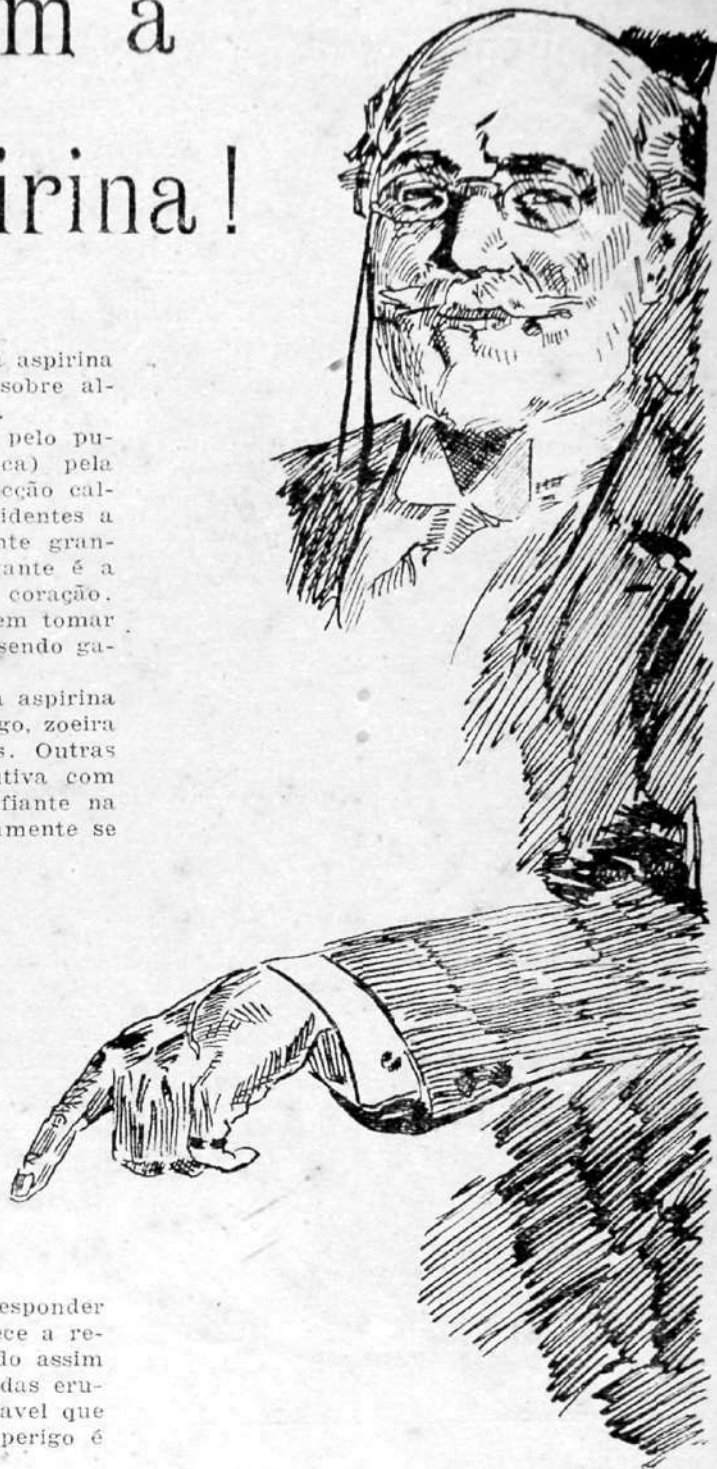 m a
irina!
aspirina
sobre al-
pelo pu-
ca) pela
cção cal-
identes a
nte gran-
ante é a
coração.
em tomar
sendo ga-
aspirina
go, zoeira
s. Outras
tiva com
fiante na
amente se
esponder
ece a re-
do assim
das eru-
avel que
perigo é